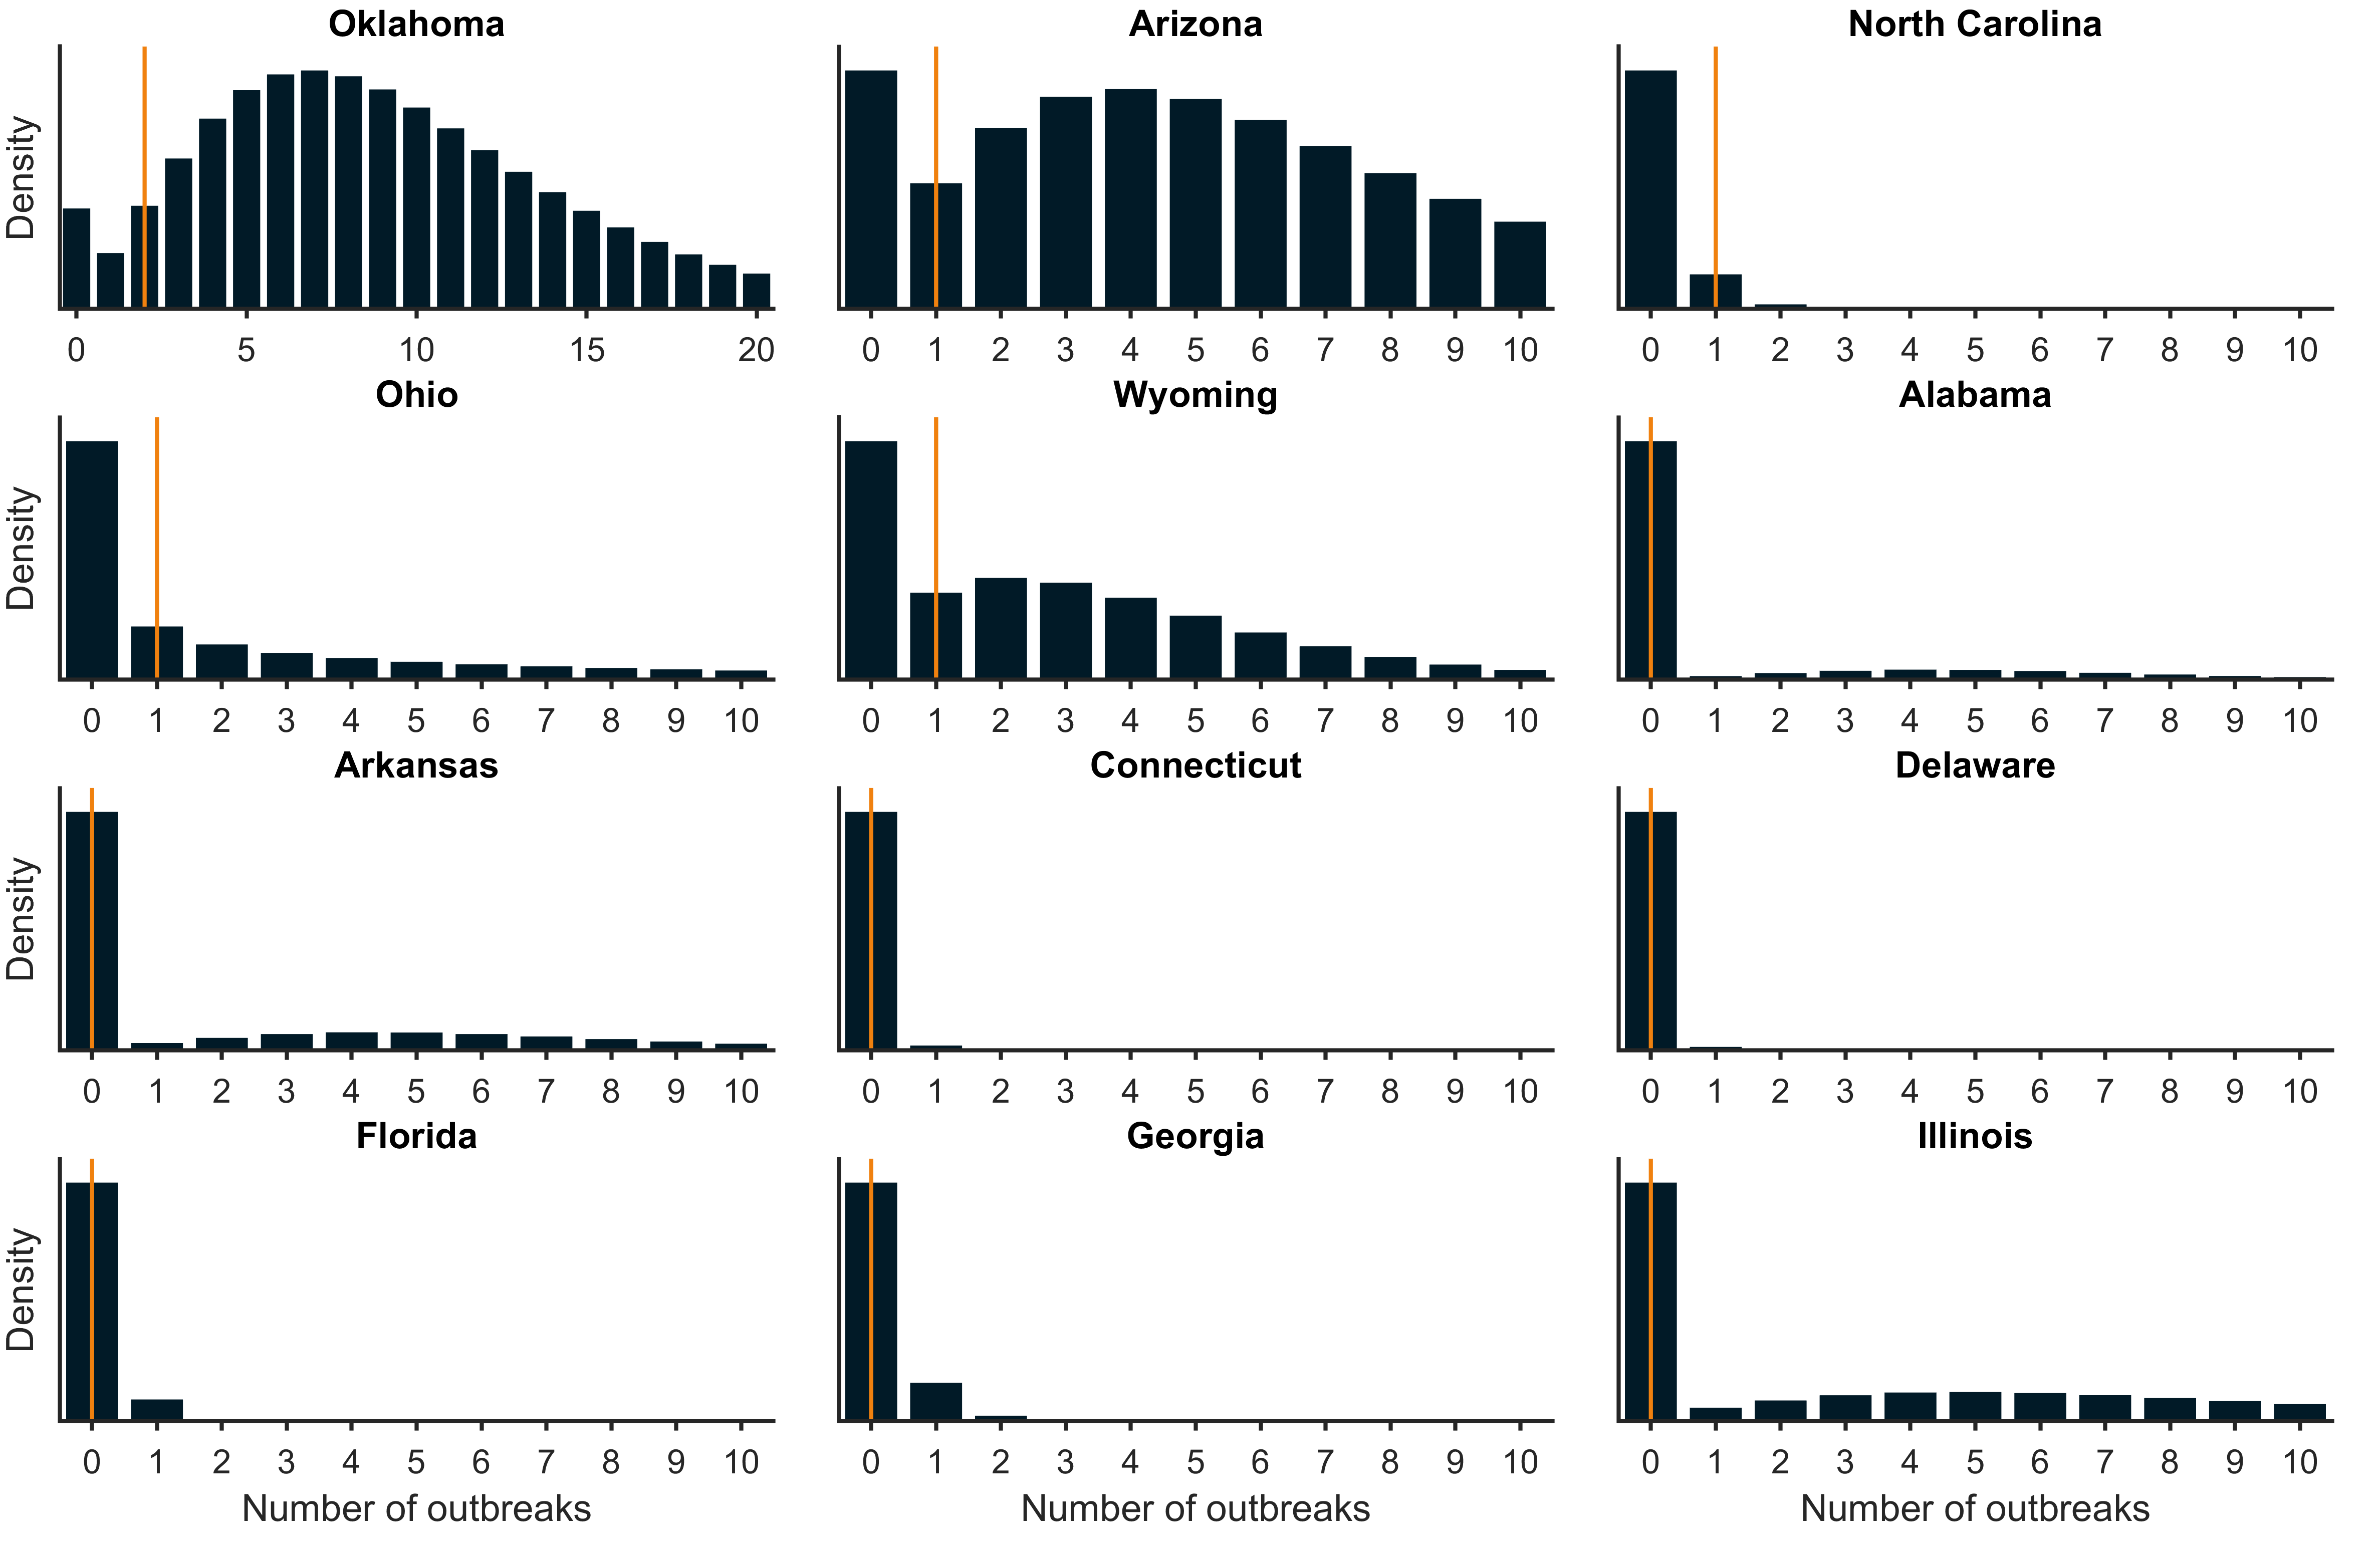 Oklahoma Arizona North Carolina
Density
0 5 10 15 20
0 1 2 3 4 5 6 7 8 9 10
0 1 2 3 4 5 6 7 8 9 10
Ohio Wyoming Alabama
Density
0 1 2 3 4 5 6 7 8 9 10
0 1 2 3 4 5 6 7 8 9 10
0 1 2 3 4 5 6 7 8 9 10
Arkansas Connecticut Delaware
Density
0 1 2 3 4 5 6 7 8 9 10
0 1 2 3 4 5 6 7 8 9 10
0 1 2 3 4 5 6 7 8 9 10
Florida Georgia Illinois
Density
0 1 2 3 4 5 6 7 8 9 10
0 1 2 3 4 5 6 7 8 9 10
0 1 2 3 4 5 6 7 8 9 10
Number of outbreaks Number of outbreaks Number of outbreaks